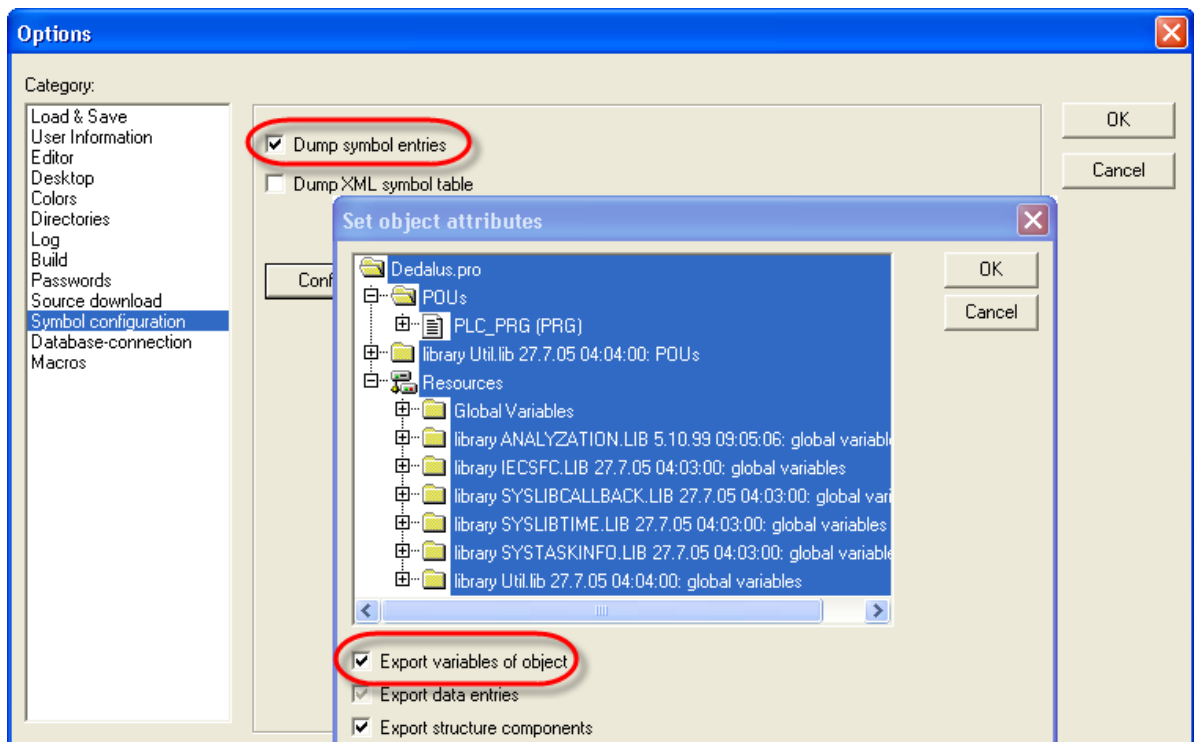 Options
Category:
Load & Save
User Information
Editor
Desktop
Colors
Directories
Log
Build
Passwords
Source download
Symbol configuration
Database-connection
Macros
Dump symbol entries
Dump XML symbol table
Conf
OK
Cancel
Set object attributes
Dedalus.pro
POUs
PLC_PRG (PRG)
library Util.lib 27.7.05 04:04:00: POUs
Resources
Global Variables
library ANALYZATION.LIB 5.10.99 09:05:06: global variabl
library IECSFC.LIB 27.7.05 04:03:00: global variables
library SYSLIBCALLBACK.LIB 27.7.05 04:03:00: global vari
library SYSLIBTIME.LIB 27.7.05 04:03:00: global variables
library SYSTASKINFO.LIB 27.7.05 04:03:00: global variable
library Util.lib 27.7.05 04:04:00: global variables
OK
Cancel
Export variables of object
Export data entries
Export structure components